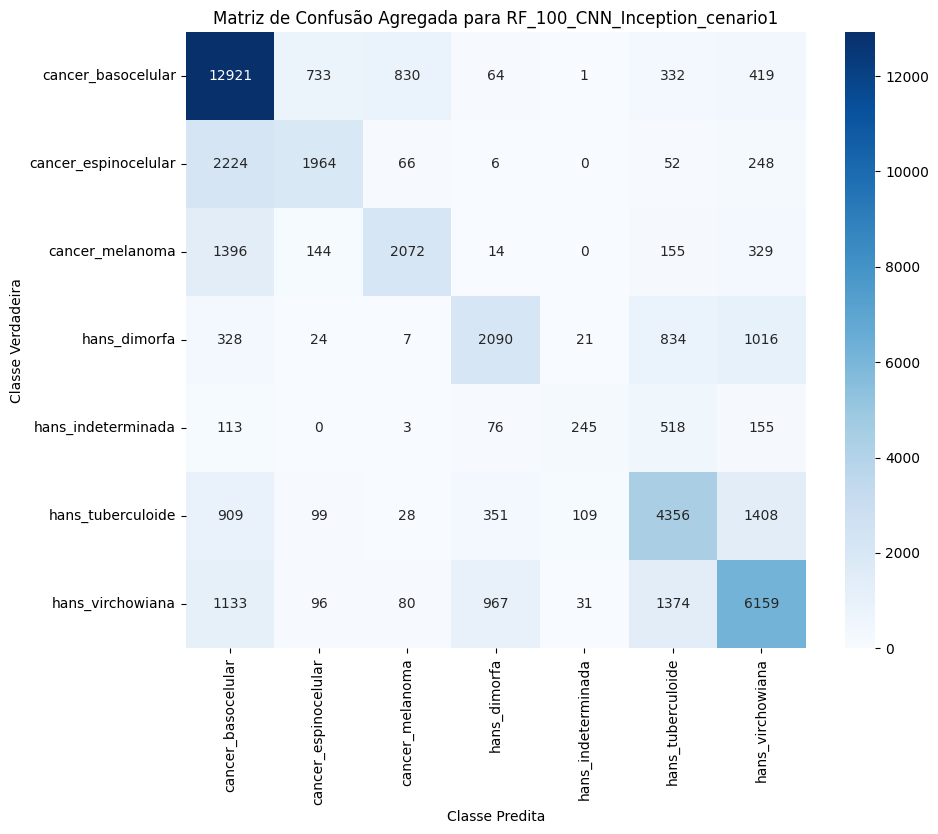 Matriz de Confusão Agregada para RF_100_CNN_Inception_cenario1
Classe Verdadeira
cancer_basocelular 12921 733 830 64 1 332 419
cancer_espinocelular 2224 1964 66 6 0 52 248
cancer_melanoma 1396 144 2072 14 0 155 329
hans_dimorfa 328 24 7 2090 21 834 1016
hans_indeterminada 113 0 3 76 245 518 155
hans_tuberculoide 909 99 28 351 109 4356 1408
hans_virchowiana 1133 96 80 967 31 1374 6159
cancer_basocelular
cancer_espinocelular
cancer_melanoma
hans_dimorfa
hans_indeterminada
hans_tuberculoide
hans_virchowiana
Classe Predita
12000
10000
8000
6000
4000
2000
0